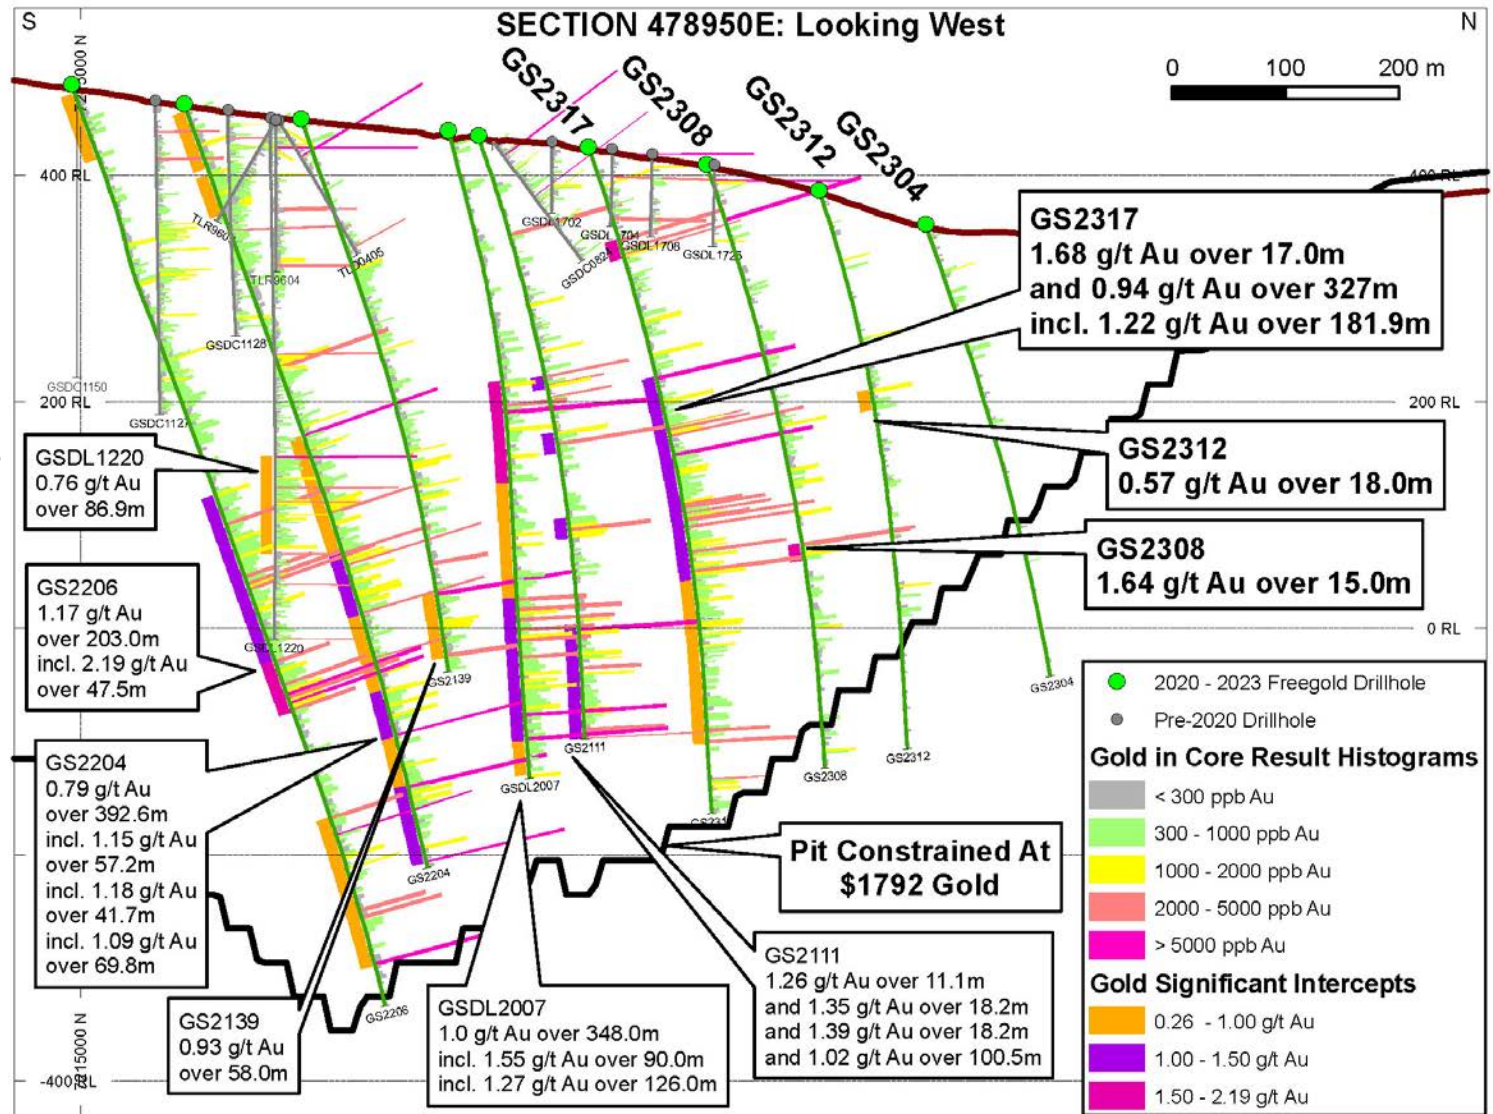 S
SECTION 478950E: Looking West
N
0 100 200 m
GS2317
GS2308
GS2312
GS2304
400 RL
400 RL
GS2317
1.68 g/t Au over 17.0m
and 0.94 g/t Au over 327m
incl. 1.22 g/t Au over 181.9m
GSDL1702
GSDL1708
GSDL1725
TLR9604
GSDC1128
GSDC1150
GSDC1127
200 RL
200 RL
GSDL1220
0.76 g/t Au
over 86.9m
GS2312
0.57 g/t Au over 18.0m
GS2308
1.64 g/t Au over 15.0m
GS2206
1.17 g/t Au
over 203.0m
incl. 2.19 g/t Au
over 47.5m
0 RL
GSDL1220
GS2139
GS2304
GS2111
GS2312
GS2308
GSDL2007
GS2204
GS2206
GS2204
0.79 g/t Au
over 392.6m
incl. 1.15 g/t Au
over 57.2m
incl. 1.18 g/t Au
over 41.7m
incl. 1.09 g/t Au
over 69.8m
Pit Constrained At
$1792 Gold
GS2139
0.93 g/t Au
over 58.0m
GSDL2007
1.0 g/t Au over 348.0m
incl. 1.55 g/t Au over 90.0m
incl. 1.27 g/t Au over 126.0m
GS2111
1.26 g/t Au over 11.1m
and 1.35 g/t Au over 18.2m
and 1.39 g/t Au over 18.2m
and 1.02 g/t Au over 100.5m
-400 RL
2020 - 2023 Freegold Drillhole
Pre-2020 Drillhole
Gold in Core Result Histograms
< 300 ppb Au
300 - 1000 ppb Au
1000 - 2000 ppb Au
2000 - 5000 ppb Au
> 5000 ppb Au
Gold Significant Intercepts
0.26 - 1.00 g/t Au
1.00 - 1.50 g/t Au
1.50 - 2.19 g/t Au